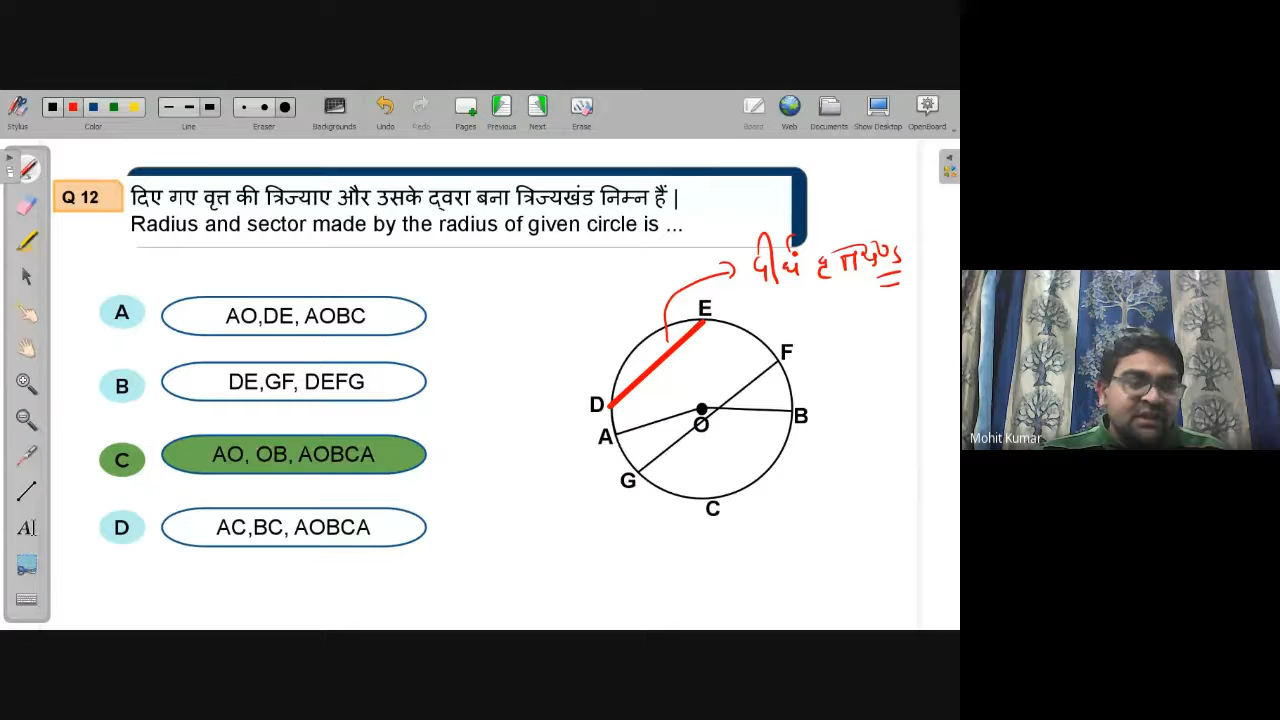 Stylus
Color
Line
Eraser
Backgrounds
Undo
Redo
Pages
Previous
Next
Erase
Board
Web
Documents
Show Desktop
OpenBoard
Q 12
दिए गए वृत्त की त्रिज्याए और उसके द्वरा बना त्रिज्यखंड निम्न हैं |
Radius and sector made by the radius of given circle is ...
दीर्घ
A
AO,DE, AOBC
B
DE,GF, DEFG
C
AO, OB, AOBCA
D
AC,BC, AOBCA
E
F
D
O
B
A
G
C
Mohit Kumar